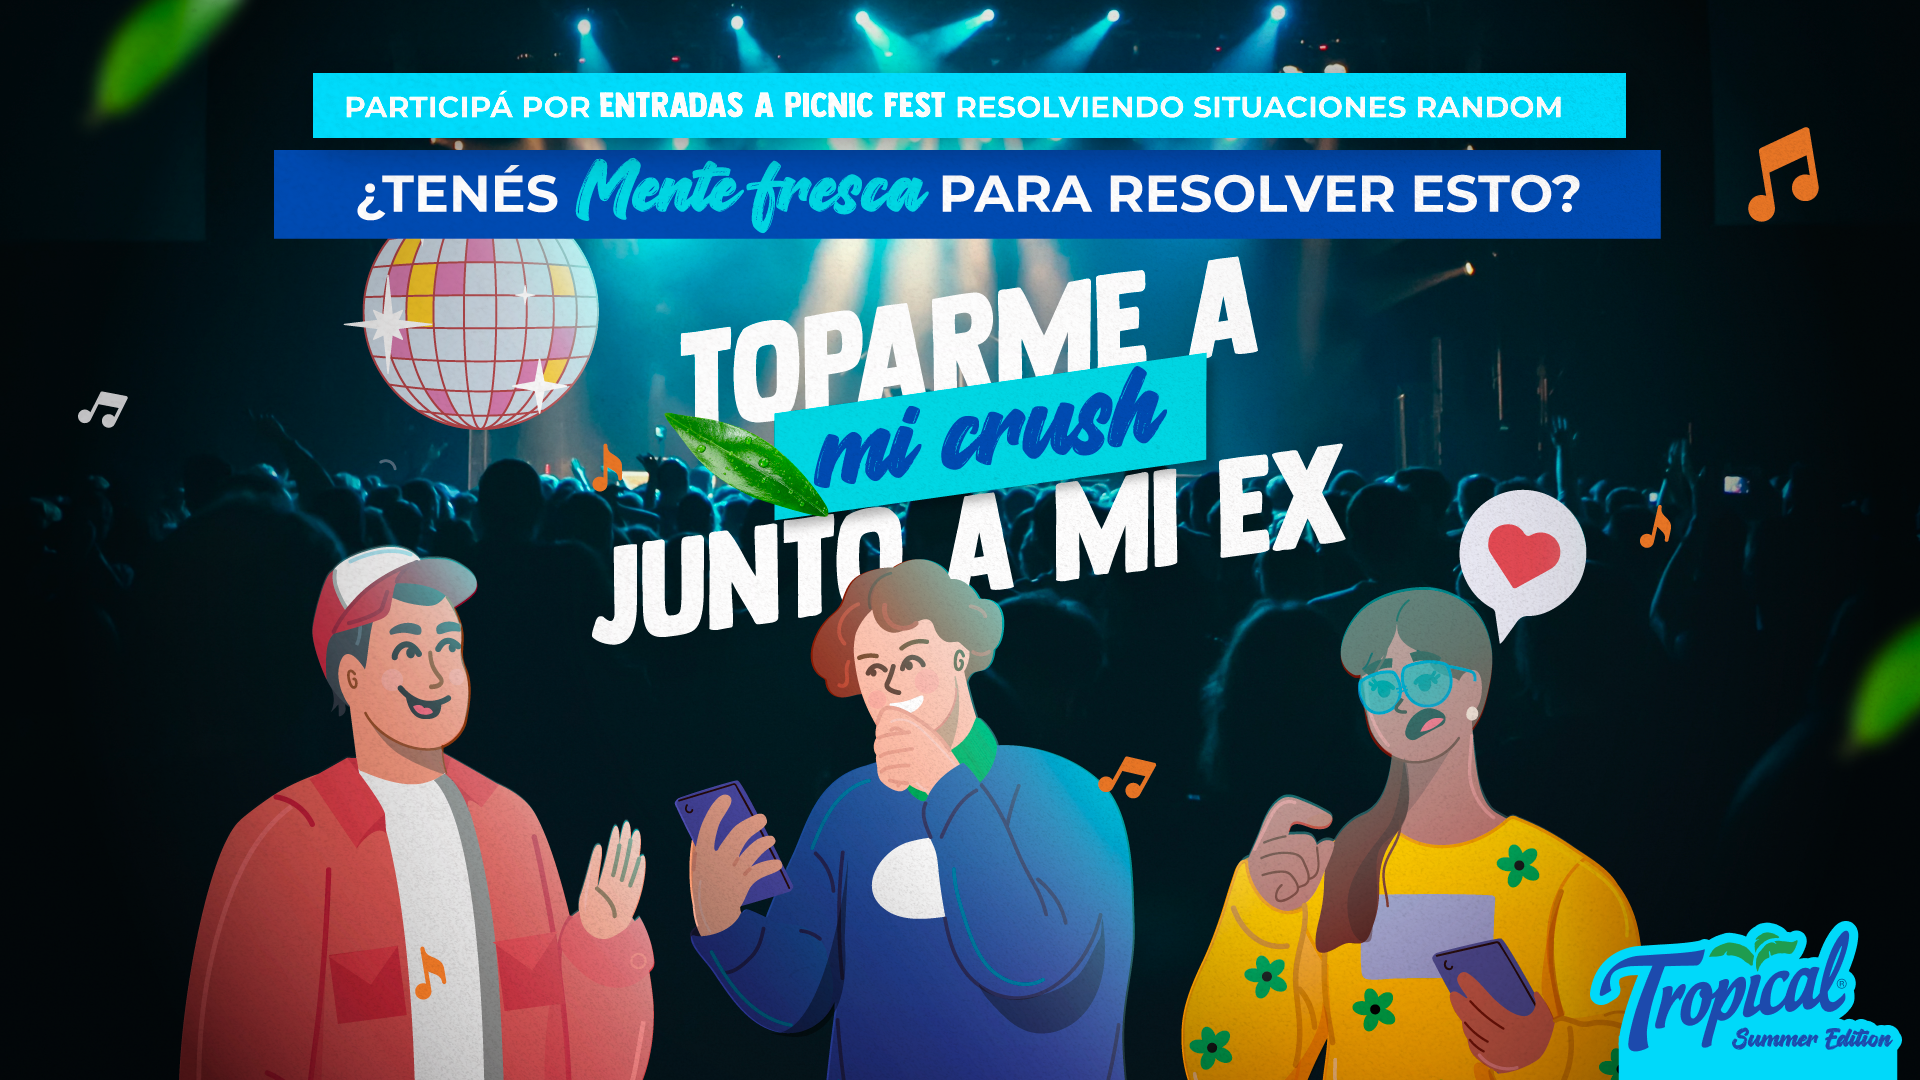 PARTICIPÁ POR ENTRADAS A PICNIC FEST RESOLVIENDO SITUACIONES RANDOM
¿TENÉS Mente fresca PARA RESOLVER ESTO?
TOPARME A
mi crush
JUNTO A MI EX
Tropical®
Summer Edition